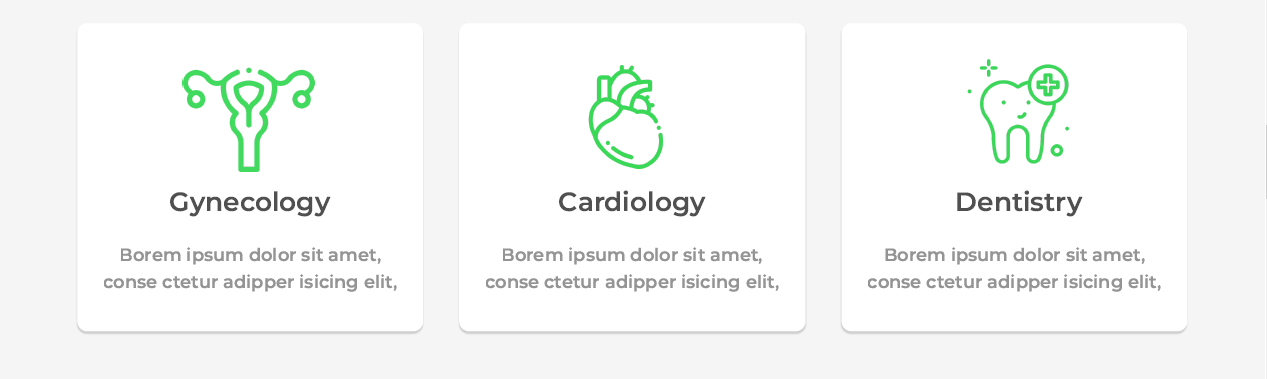 Gynecology
Borem ipsum dolor sit amet,
conse ctetur adipper isicing elit,
Cardiology
Borem ipsum dolor sit amet,
conse ctetur adipper isicing elit,
Dentistry
Borem ipsum dolor sit amet,
conse ctetur adipper isicing elit,